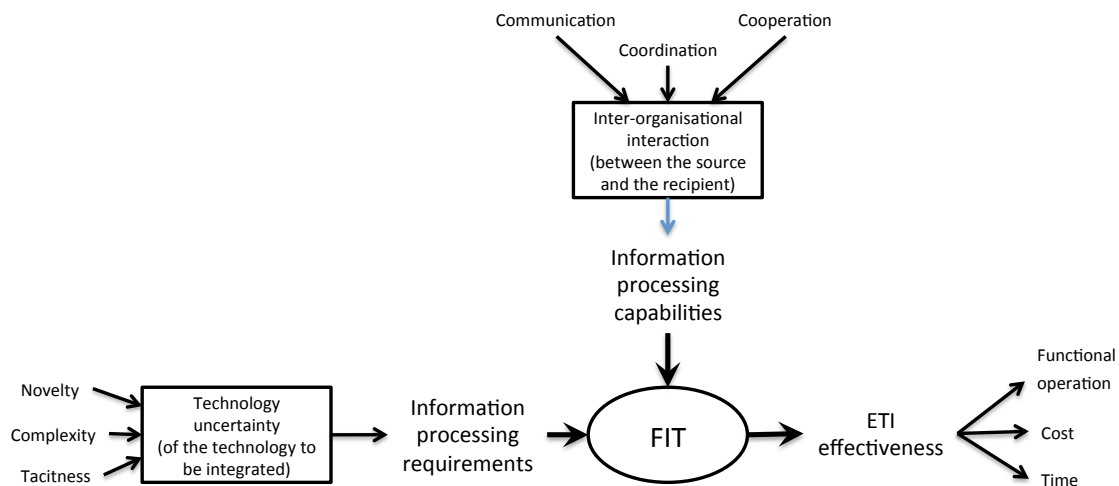 Communication
Cooperation
Coordination
Inter-organisational
interaction
(between the source
and the recipient)
Information
processing
capabilities
Novelty
Complexity
Tacitness
Technology
uncertainty
(of the technology to
be integrated)
Information
processing
requirements
FIT
ETI
effectiveness
Functional
operation
Cost
Time